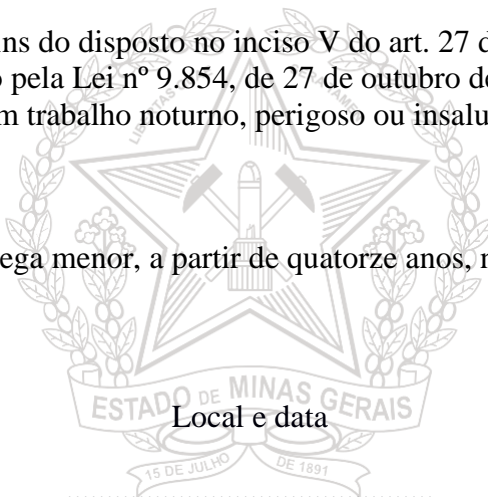 ins do disposto no inciso V do art. 27 d
o pela Lei nº 9.854, de 27 de outubro de
m trabalho noturno, perigoso ou insalu
ega menor, a partir de quatorze anos, n
ESTADO DE MINAS GERAIS
Local e data
15 DE JULHO DE 1891